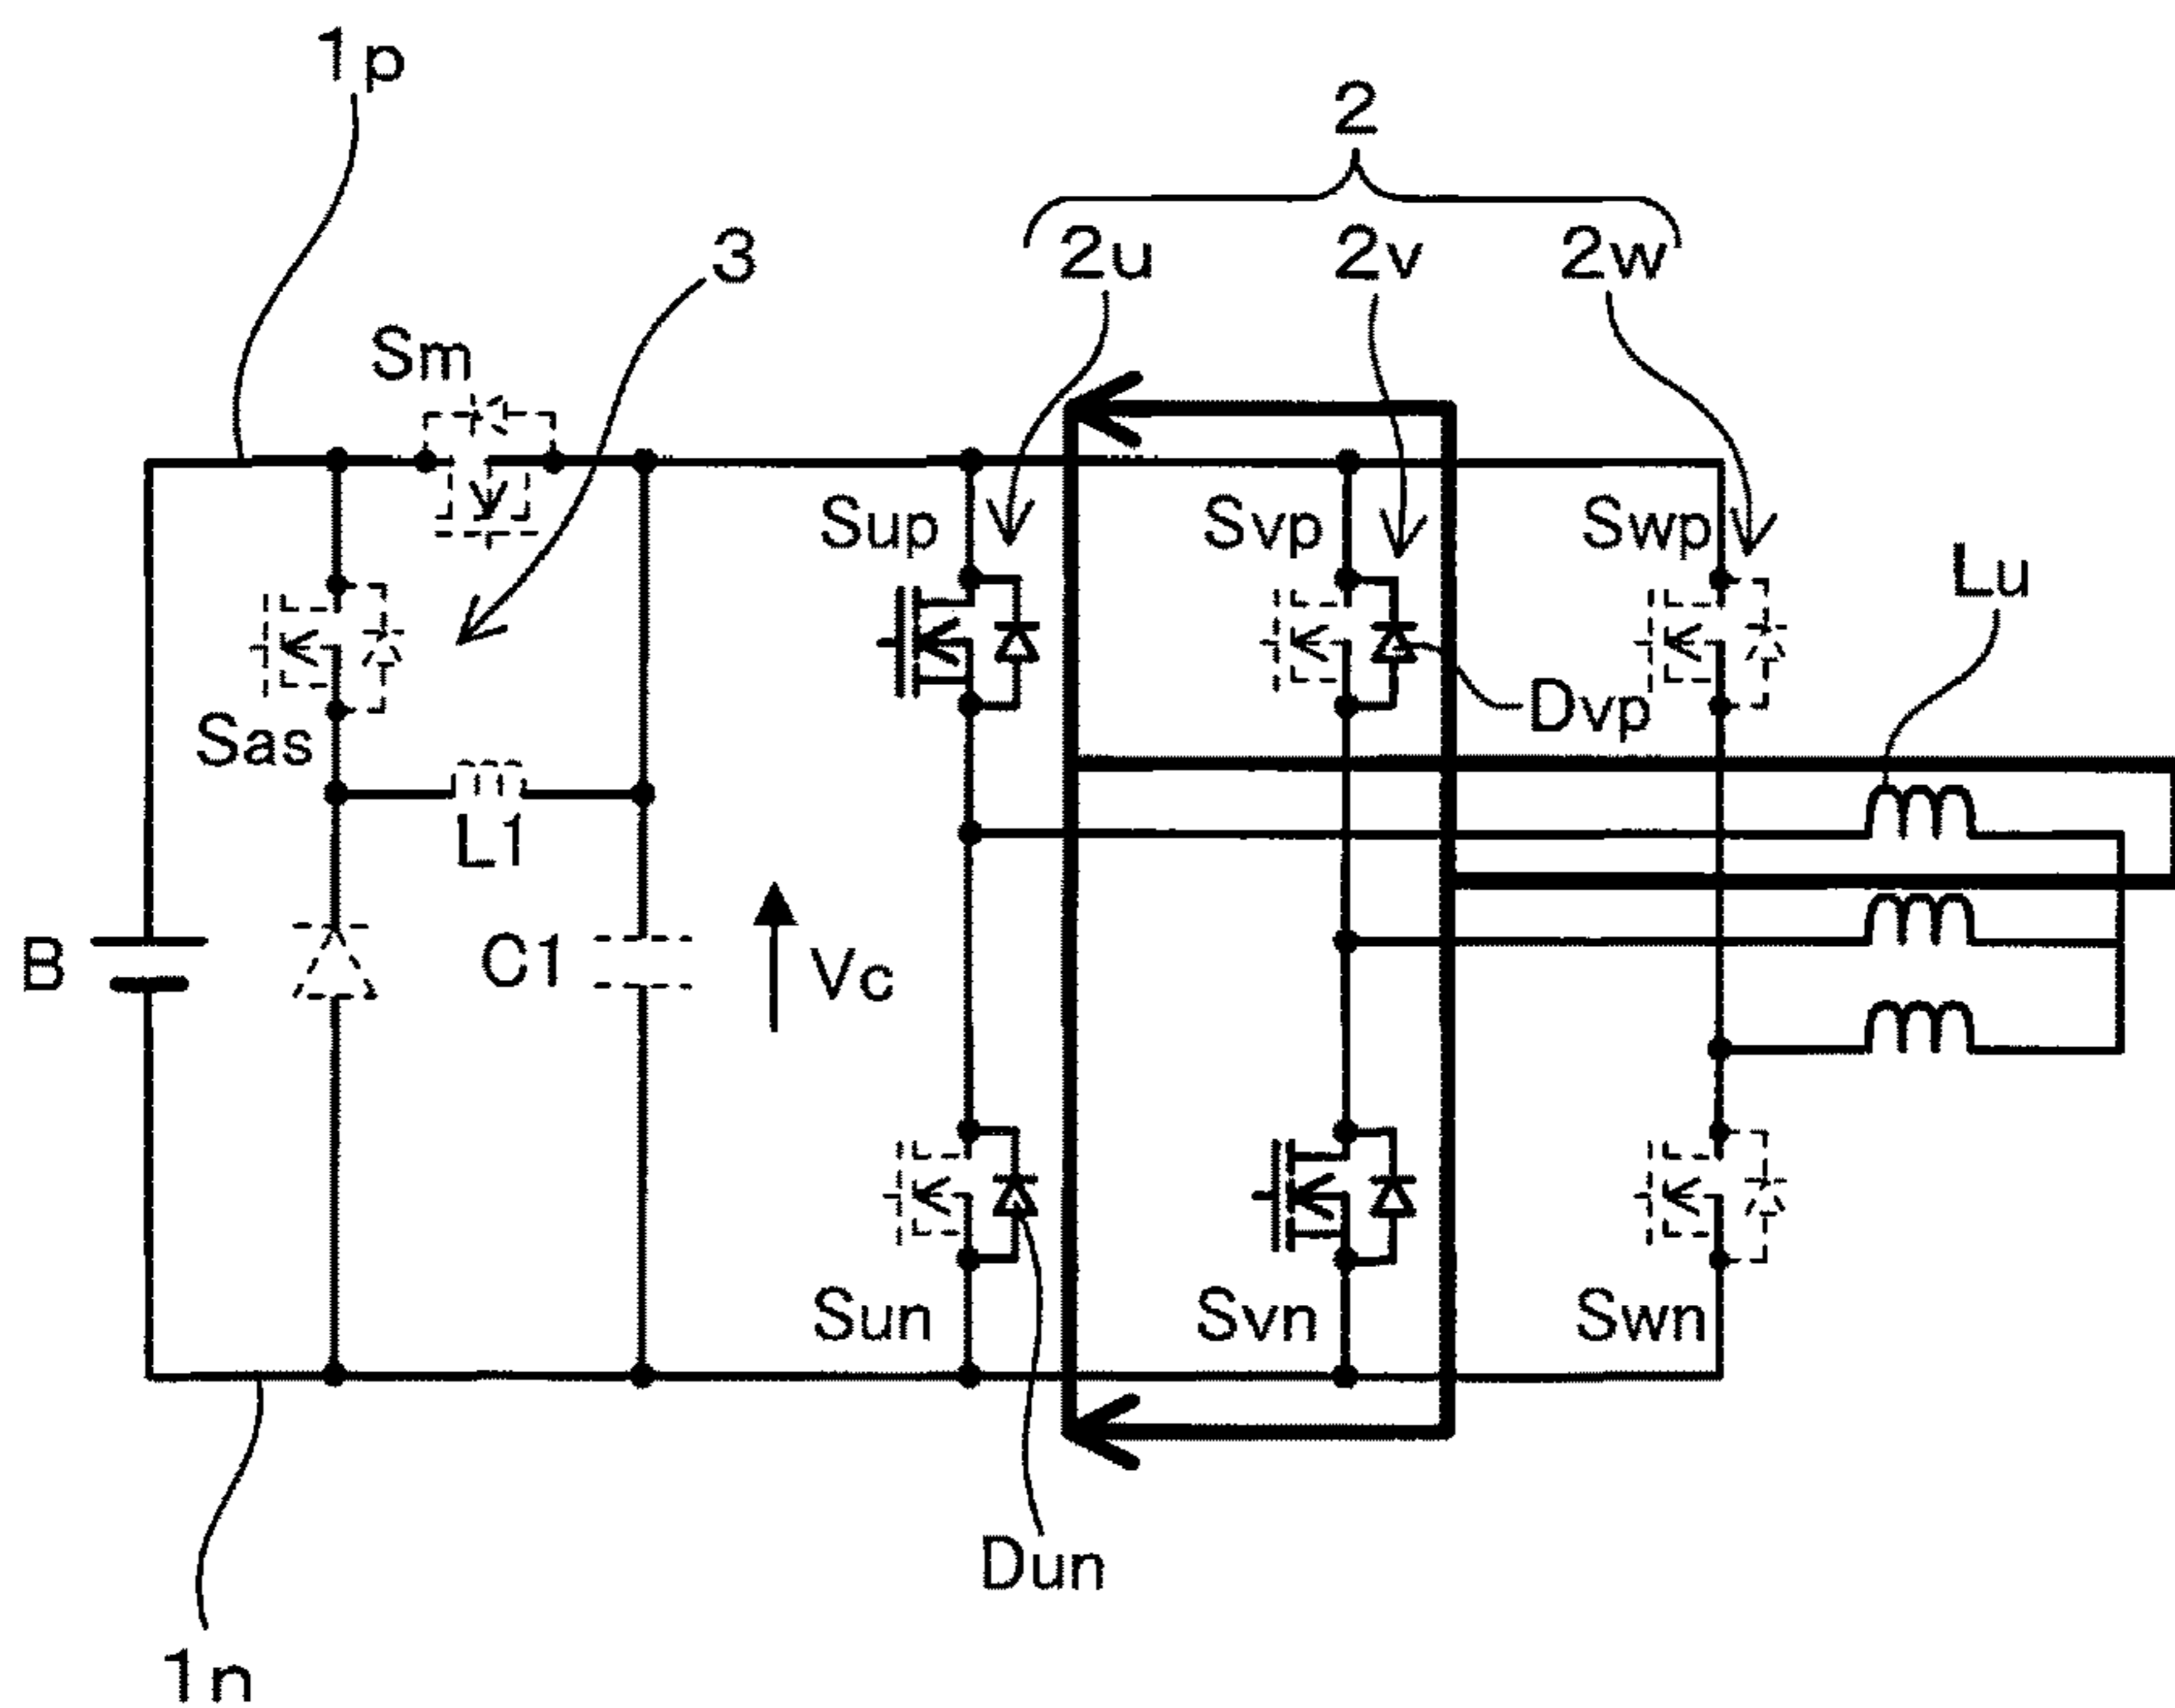 1p
2
3
2u 2v 2w
Sm
Sup Svp Swp
Lu
Dvp
Sas
L1
B
C1
Vc
Sun Svn Swn
Dun
1n